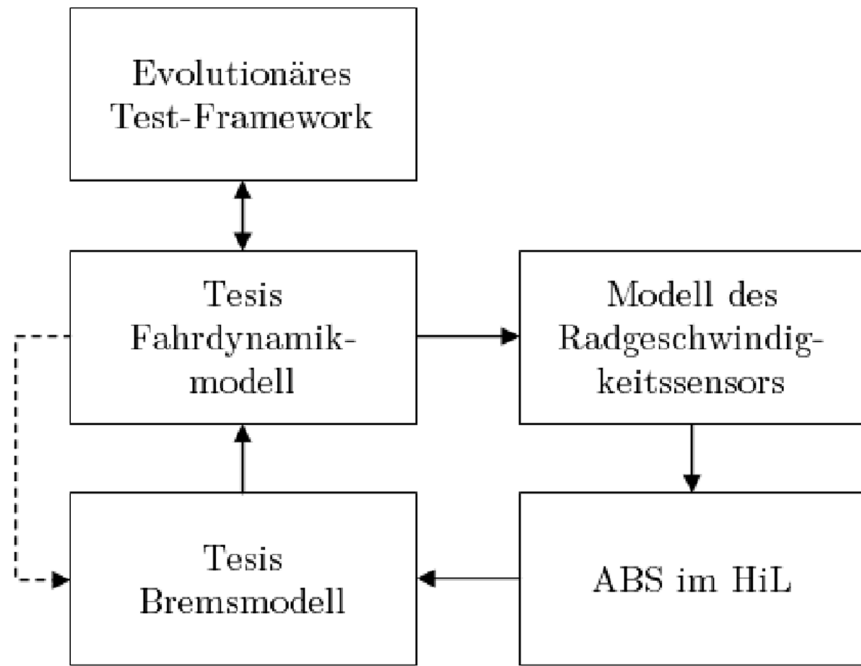 Evolutionäres
Test-Framework
Tesis
Fahrdynamik-
modell
Modell des
Radgeschwindig-
keitssensors
Tesis
Bremsmodell
ABS im HiL